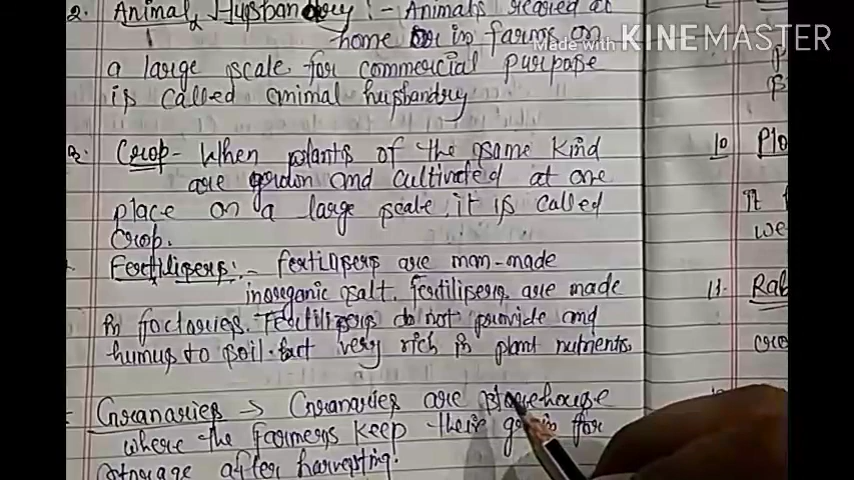 2. Animal Husbandry :- Animals reared at
home or in farms on
Made with KINEMASTER
a large scale for commercial purpose
is called animal husbandry
Crop - When plants of the same kind
are grown and cultivated at one
place on a large scale, it is called
Crop.
Fertilisers :- fertilisers are man-made
inorganic salt. fertilisers are made
in factories. Fertilisers do not provide and
humus to soil. but very rich in plant nutrients.
Granaries → Granaries are storehouse
where the farmers keep their grain for
storage after harvesting.
10 Plo
It
we
11. Rab
cro